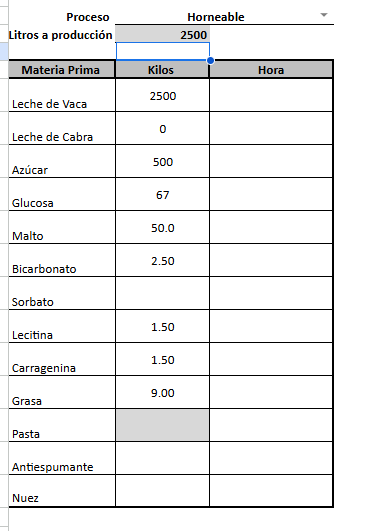 Proceso Horneable
Litros a producción 2500
Materia Prima Kilos Hora
Leche de Vaca 2500
Leche de Cabra 0
Azúcar 500
Glucosa 67
Malto 50.0
Bicarbonato 2.50
Sorbato
Lecitina 1.50
Carragenina 1.50
Grasa 9.00
Pasta
Antiespumante
Nuez